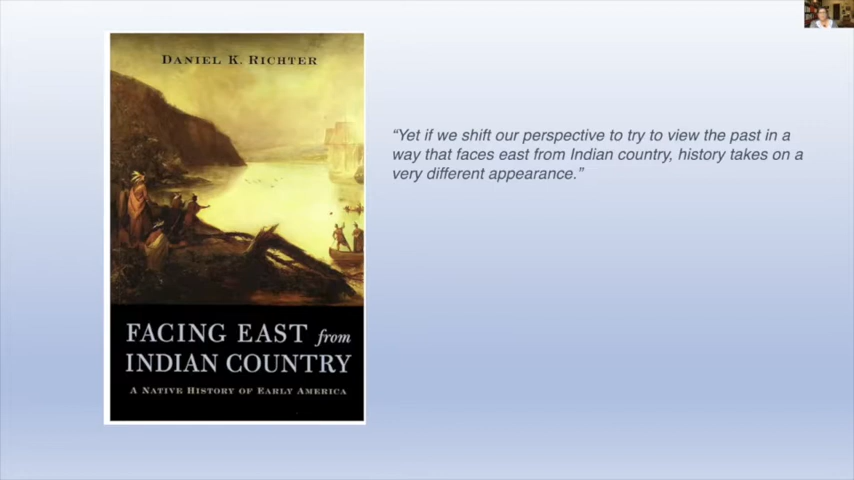 DANIEL K. RICHTER
FACING EAST from
INDIAN COUNTRY
A NATIVE HISTORY OF EARLY AMERICA
“Yet if we shift our perspective to try to view the past in a
way that faces east from Indian country, history takes on a
very different appearance.”